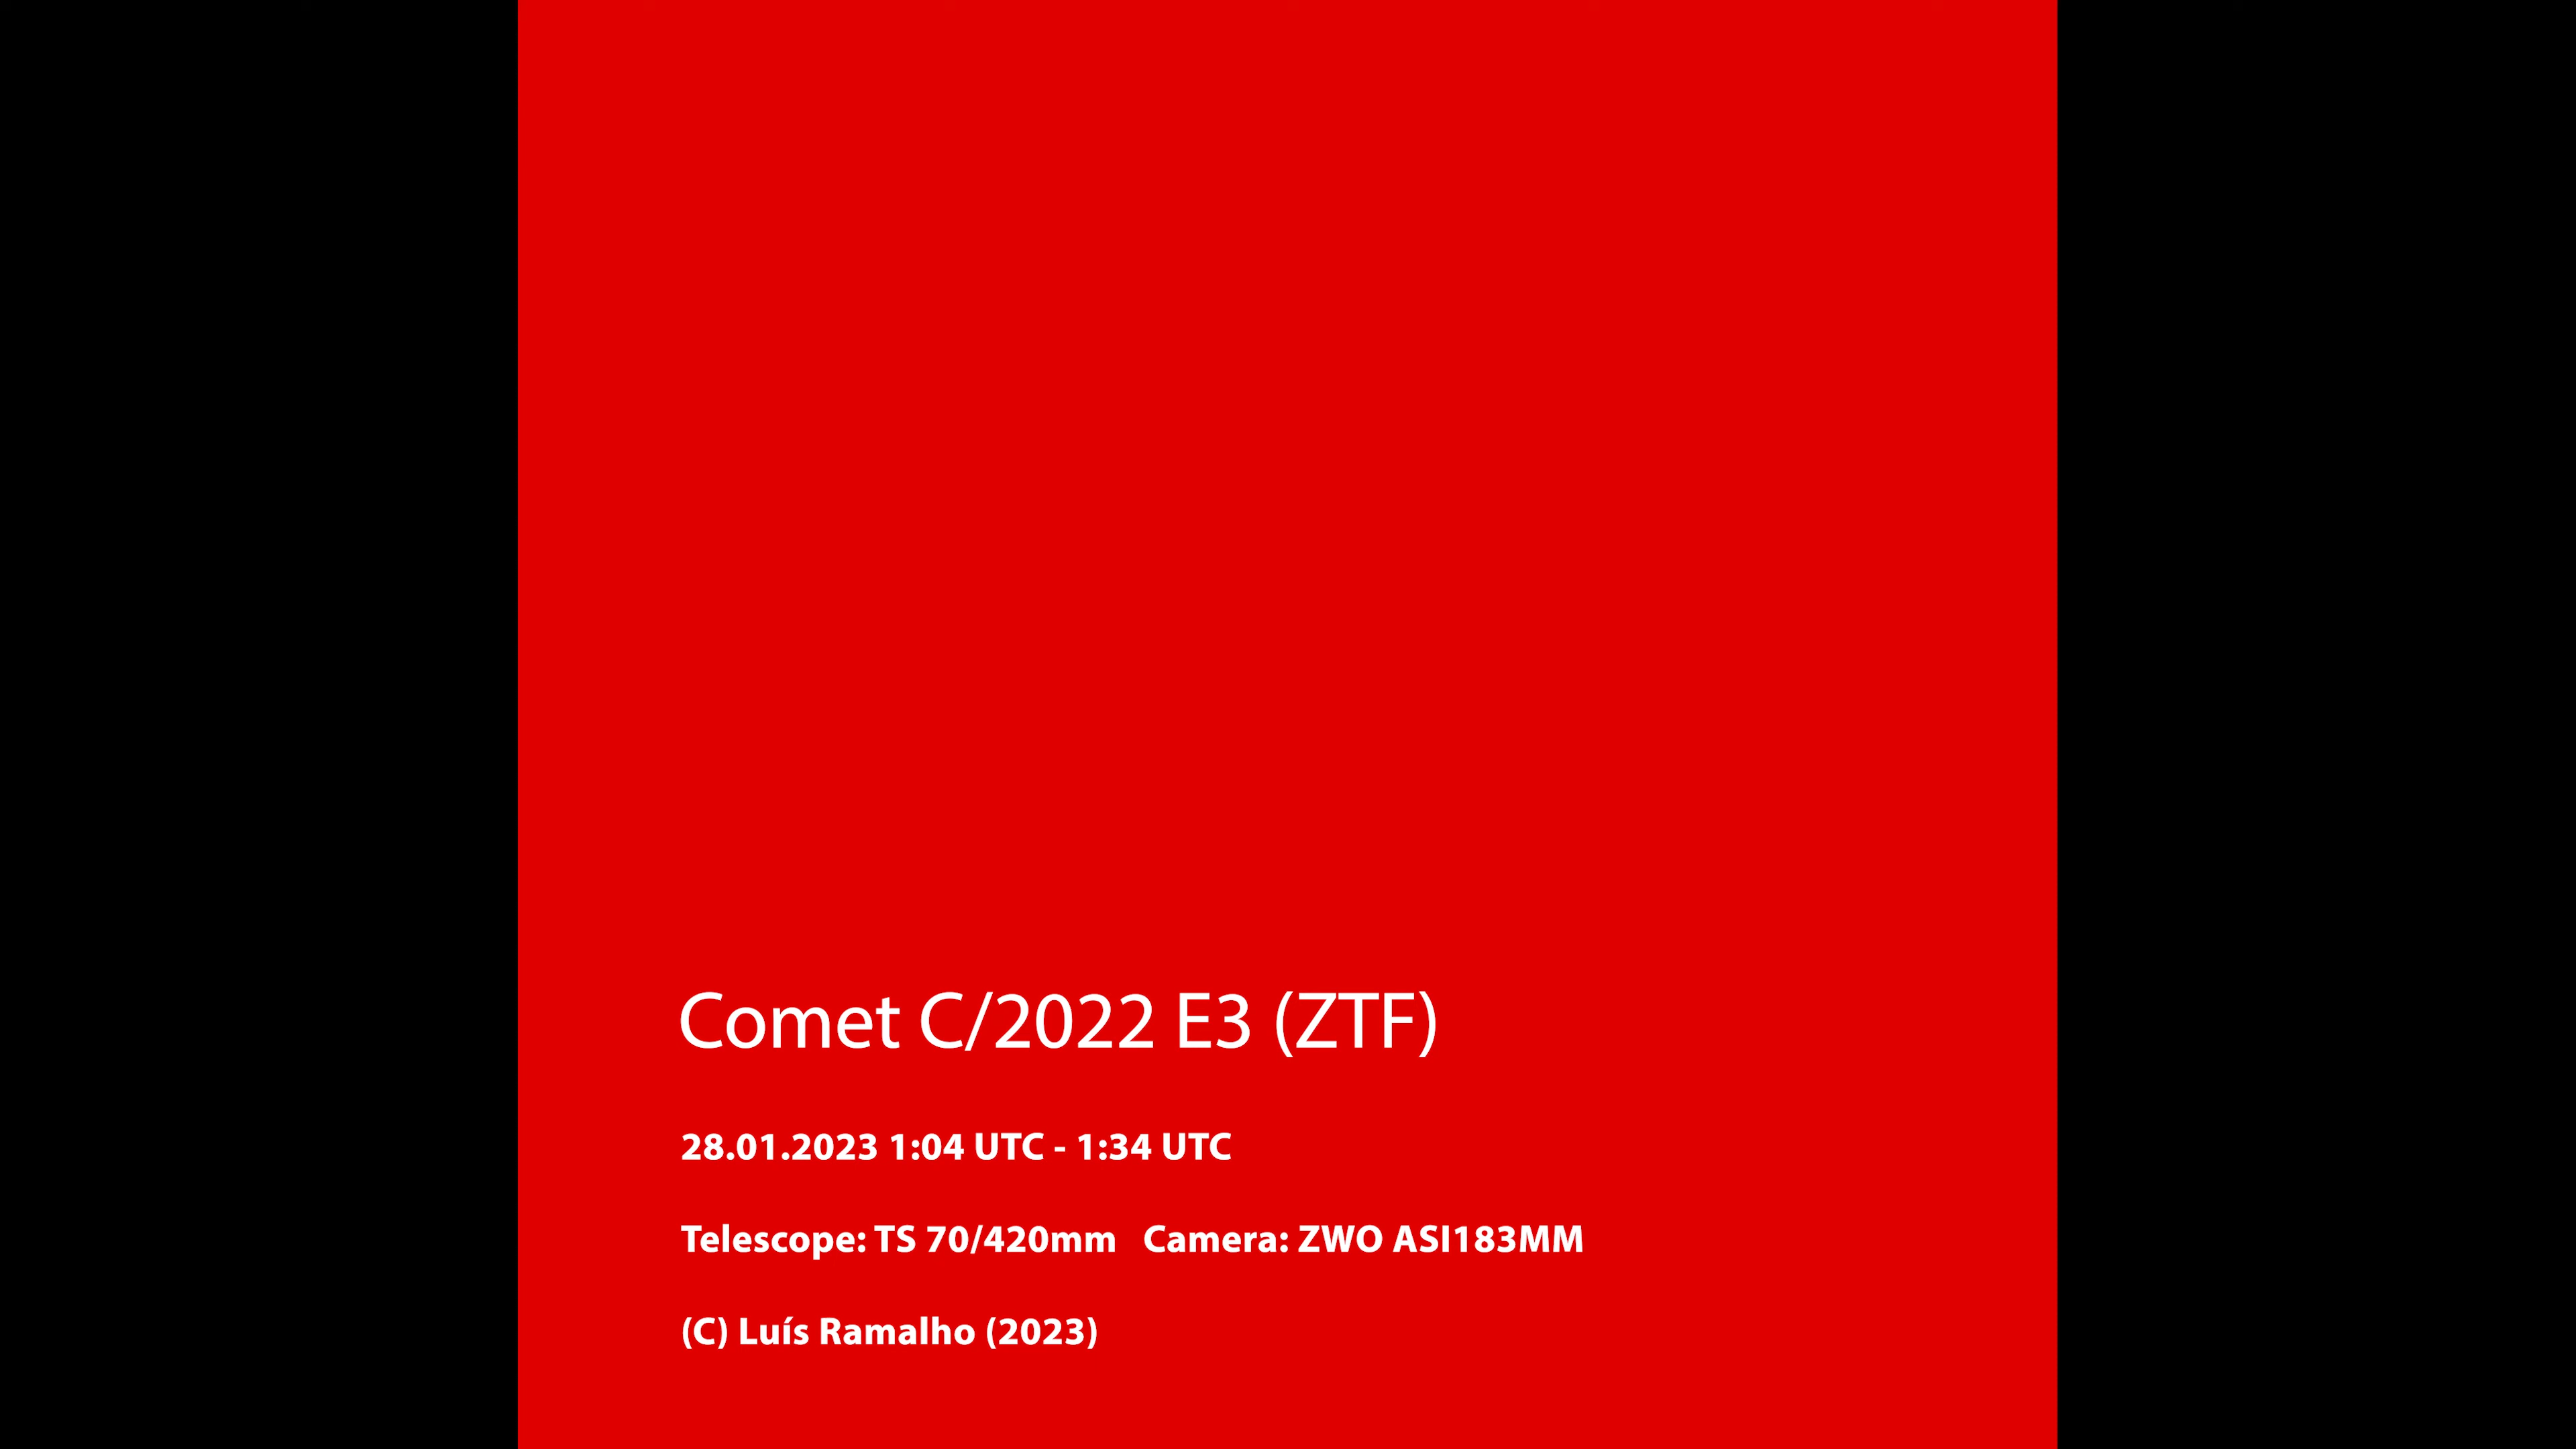 Comet C/2022 E3 (ZTF)
28.01.2023 1:04 UTC - 1:34 UTC
Telescope: TS 70/420mm   Camera: ZWO ASI183MM
(C) Luís Ramalho (2023)